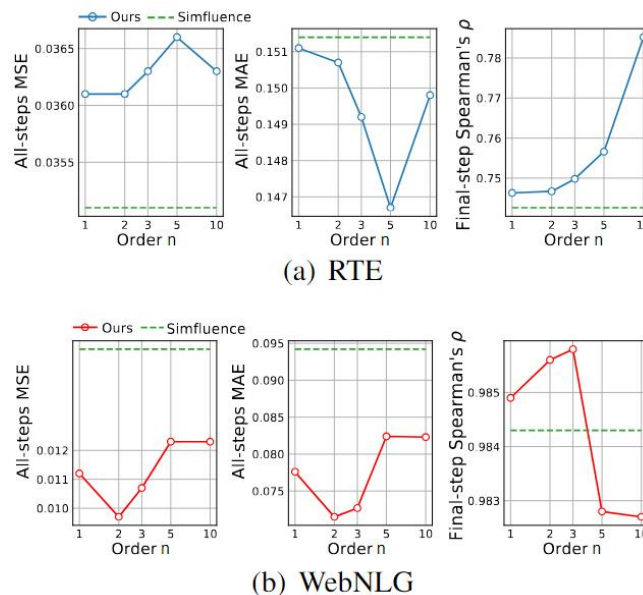 Ours Simfluence
All-steps MSE
0.0365
0.0360
0.0355
1 2 3 5 10
Order n
All-steps MAE
0.151
0.150
0.149
0.148
0.147
1 2 3 5 10
Order n
Final-step Spearman's ρ
0.78
0.77
0.76
0.75
1 2 3 5 1
Order n
(a) RTE
Ours Simfluence
All-steps MSE
0.012
0.011
0.010
1 2 3 5 10
Order n
All-steps MAE
0.095
0.090
0.085
0.080
0.075
1 2 3 5 10
Order n
Final-step Spearman's ρ
0.985
0.984
0.983
1 2 3 5 10
Order n
(b) WebNLG